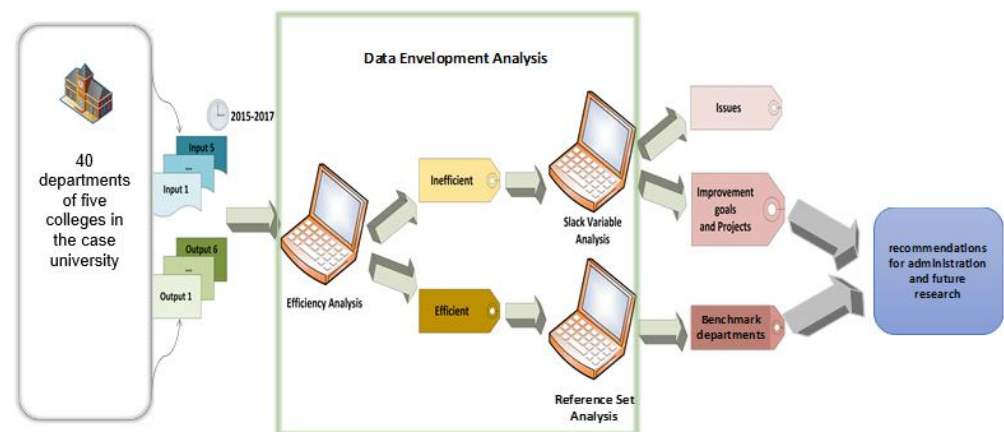 40
departments
of five
colleges in
the case
university
2015-2017
Input 5
...
Input 1
Output 6
...
Output 1
Data Envelopment Analysis
Efficiency Analysis
Inefficient
Efficient
Slack Variable
Analysis
Reference Set
Analysis
Issues
Improvement
goals
and Projects
Benchmark
departments
recommendations
for administration
and future
research